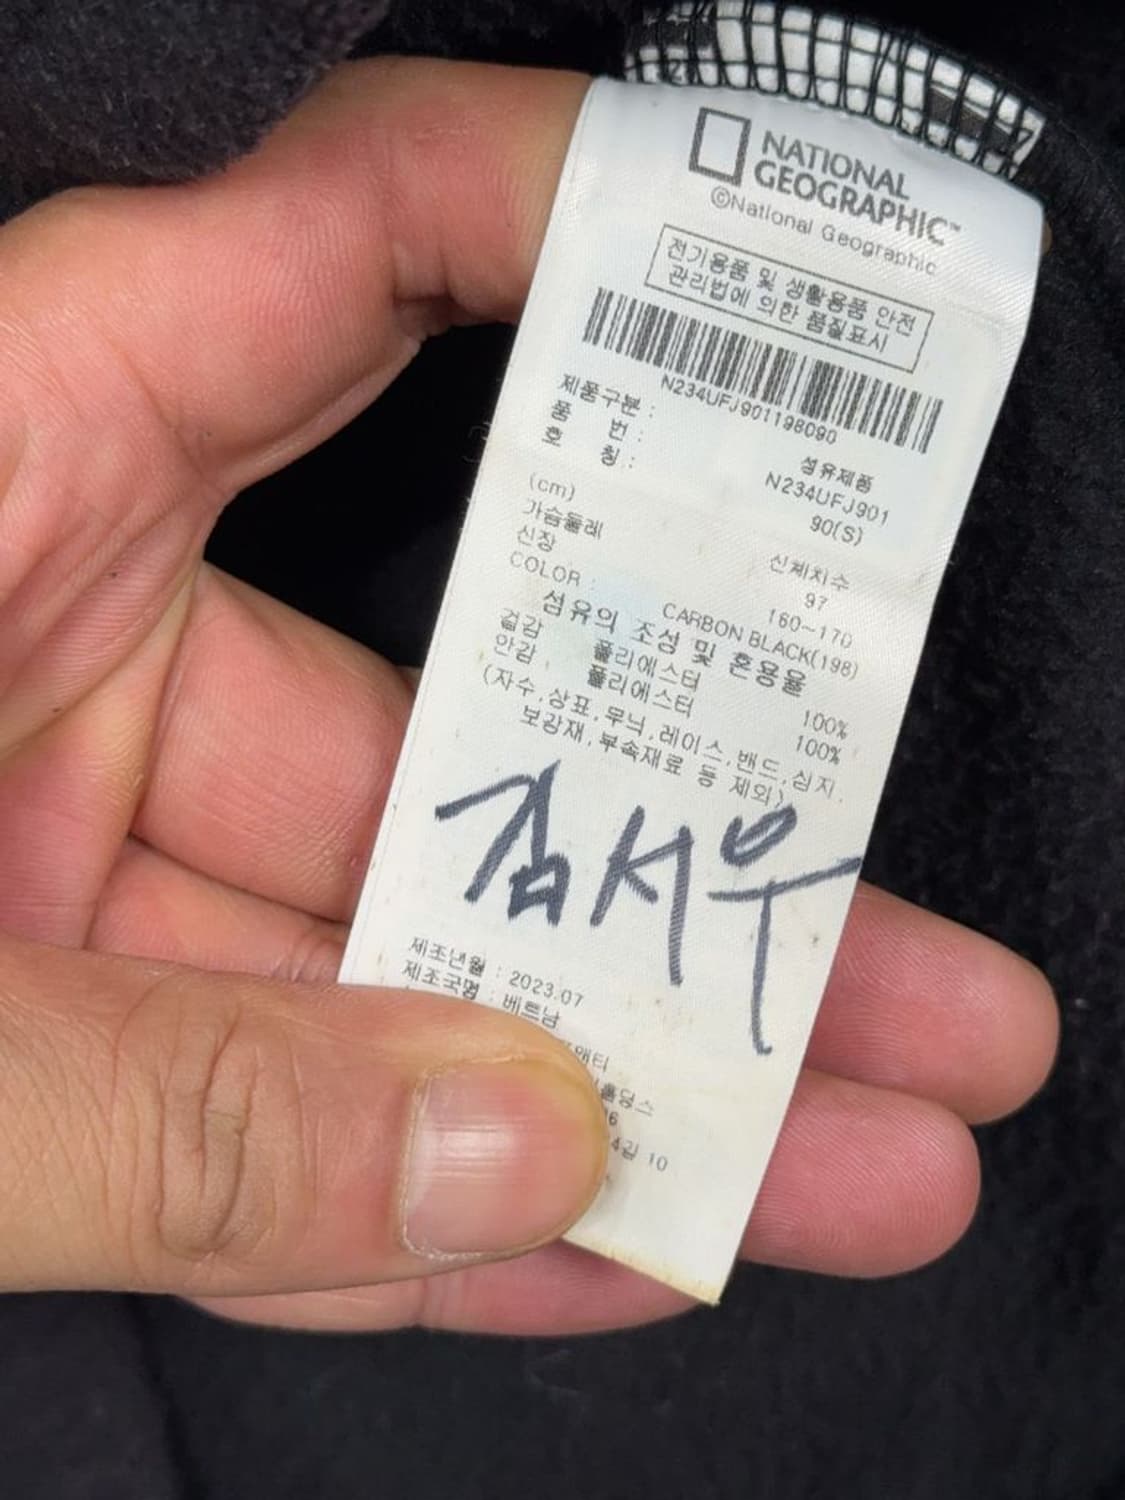 NATIONAL
GEOGRAPHIC™
©National Geographic
전기용품 및 생활용품 안전
관리법에 의한 품질표시
N234UFJ901198090
제품구분 : 섬유제품
품 번 : N234UFJ901
호 칭 : 90(S)
(cm) 신체치수
가슴둘레 97
신장 160~170
COLOR : CARBON BLACK(198)
섬유의 조성 및 혼용율
겉감 폴리에스터 100%
안감 폴리에스터 100%
(자수,상표,무늬,레이스,밴드,심지,
보강재,부속재료 등 제외)
김서우
제조년월 : 2023.07
제조국명 : 베트남
홀딩스
10